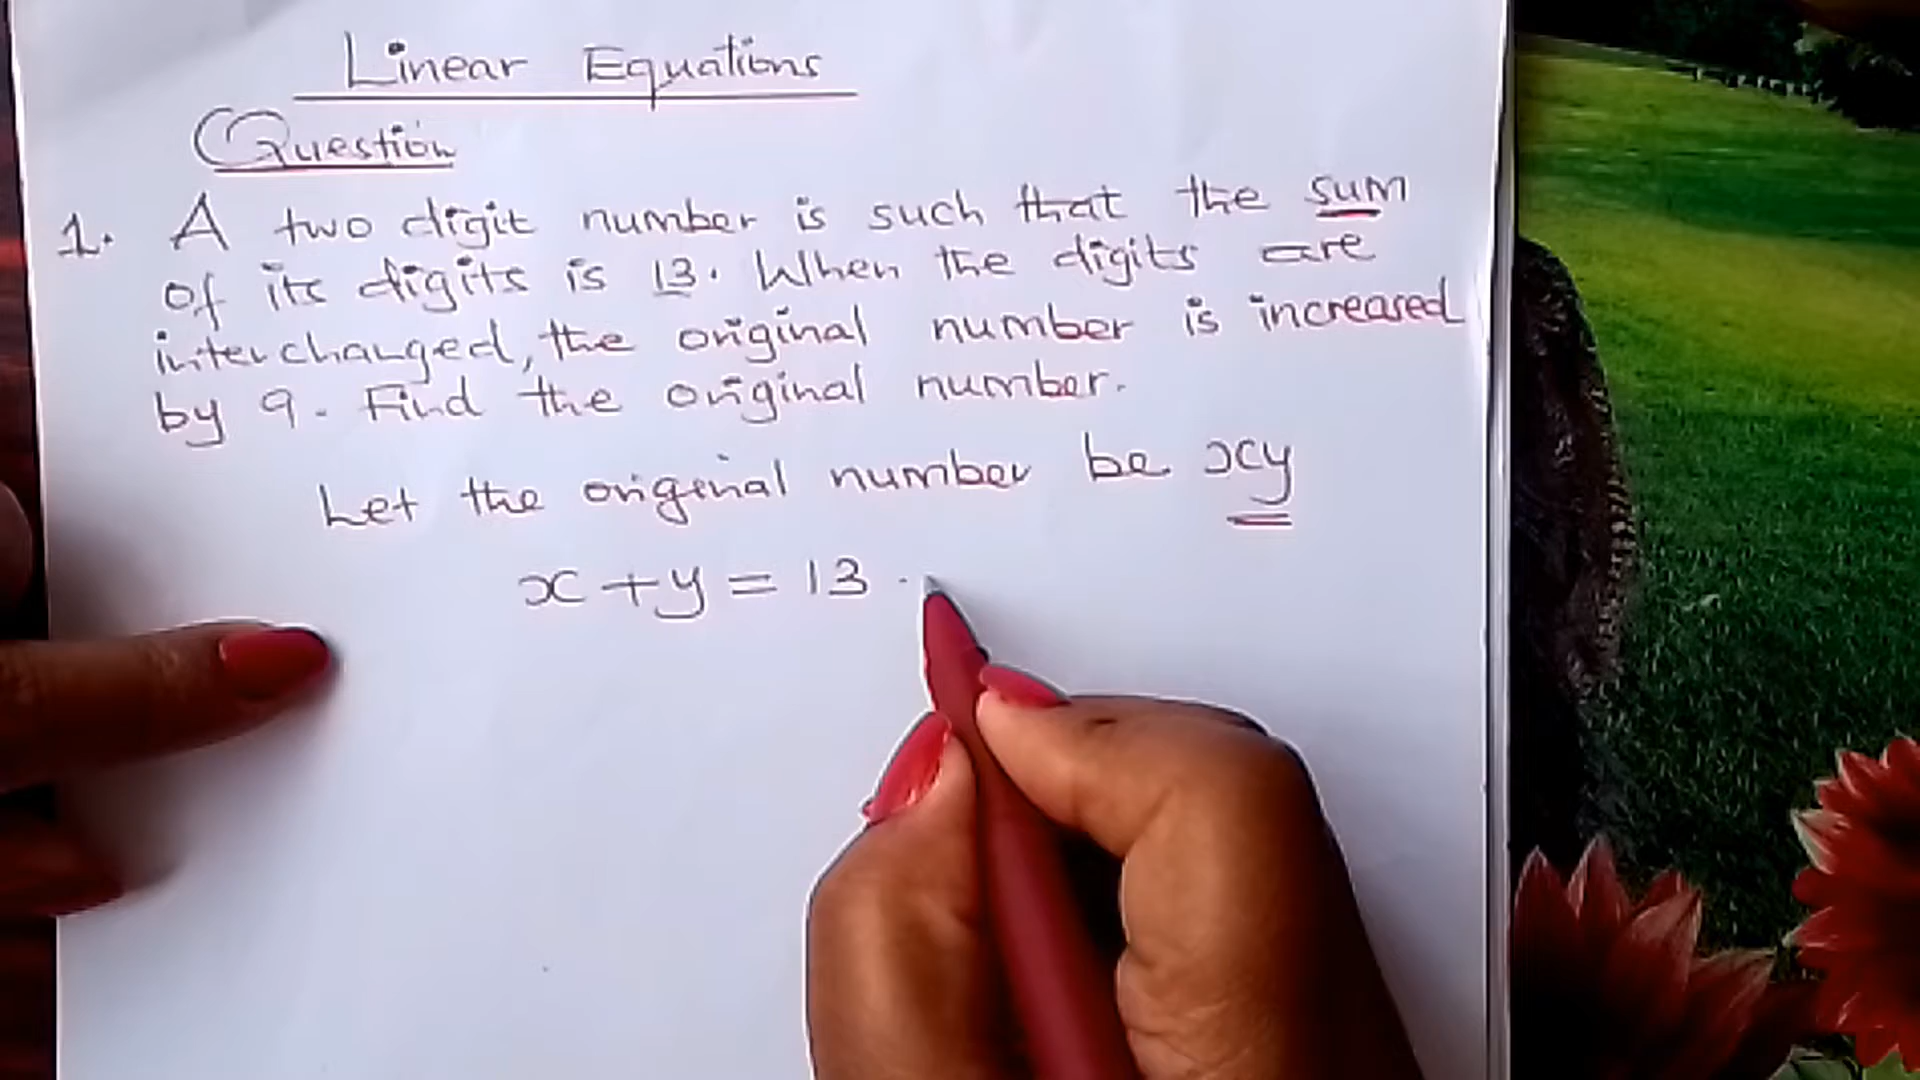 Linear Equations
Question
1. A two digit number is such that the sum
of its digits is 13. When the digits are
interchanged, the original number is increased
by 9. Find the original number.
Let the original number be xy
x + y = 13